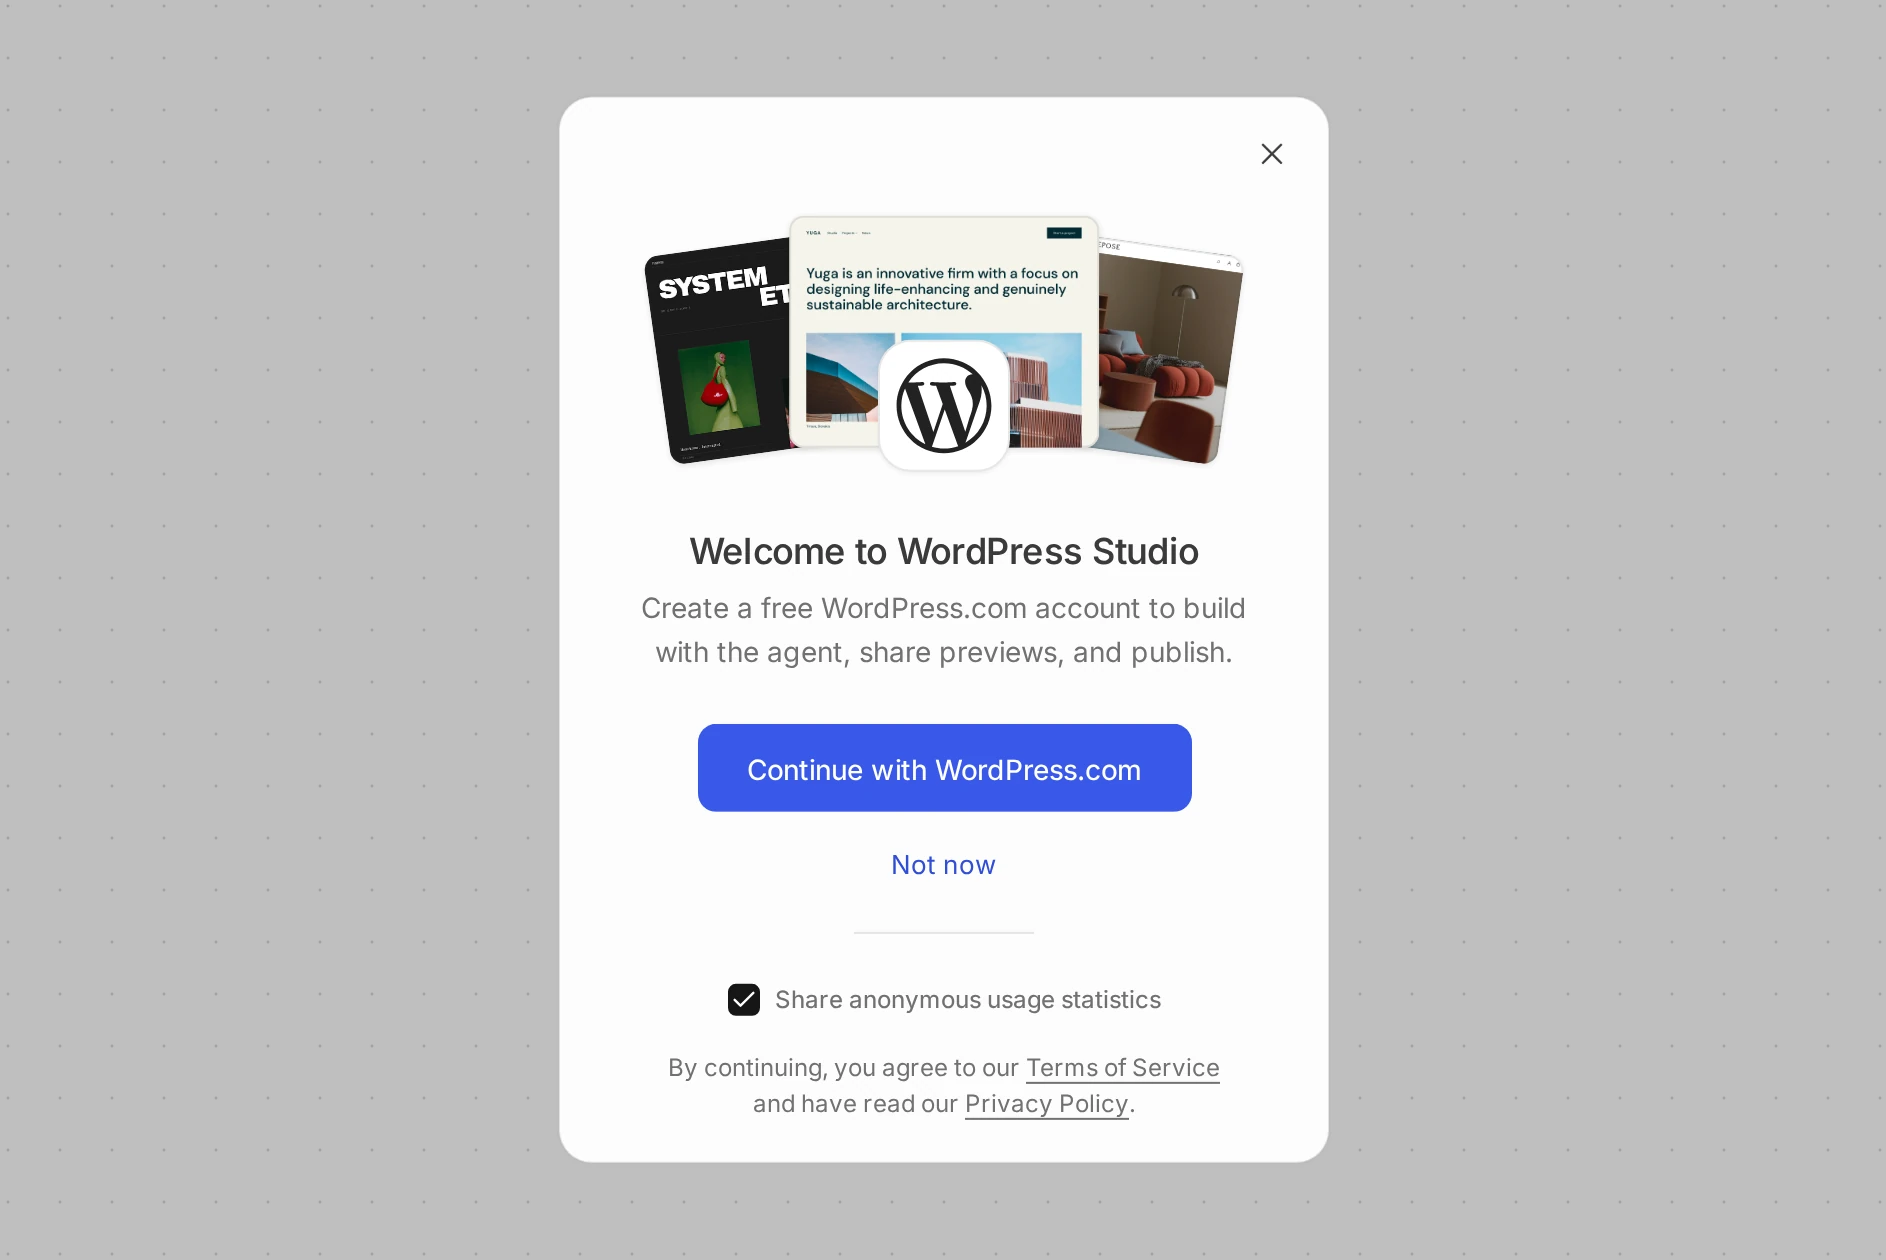 SYSTEM
ET
YUGA
Yuga is an innovative firm with a focus on
designing life-enhancing and genuinely
sustainable architecture.
EPOSE
W
Welcome to WordPress Studio
Create a free WordPress.com account to build
with the agent, share previews, and publish.
Continue with WordPress.com
Not now
Share anonymous usage statistics
By continuing, you agree to our Terms of Service
and have read our Privacy Policy.